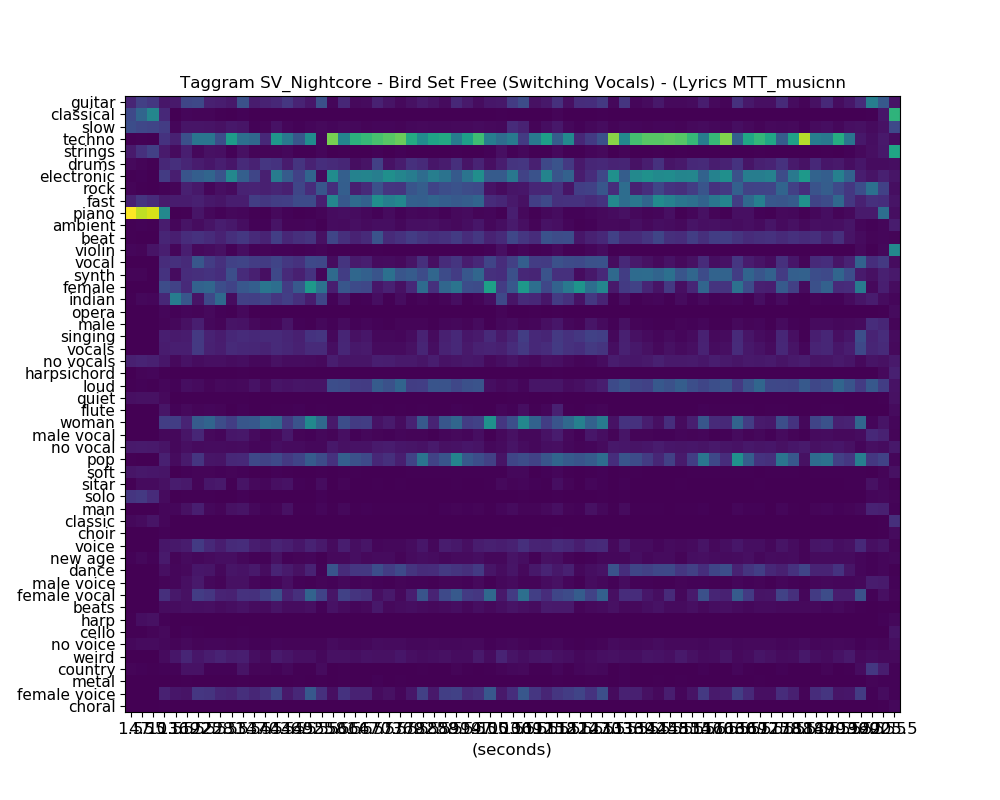 Taggram SV_Nightcore - Bird Set Free (Switching Vocals) - (Lyrics MTT_musicnn
guitar
classical
slow
techno
strings
drums
electronic
rock
fast
piano
ambient
beat
violin
vocal
synth
female
indian
opera
male
singing
vocals
no vocals
harpsichord
loud
quiet
flute
woman
male vocal
no vocal
pop
soft
sitar
solo
man
classic
choir
voice
new age
dance
male voice
female vocal
beats
harp
cello
no voice
weird
country
metal
female voice
choral
(seconds)